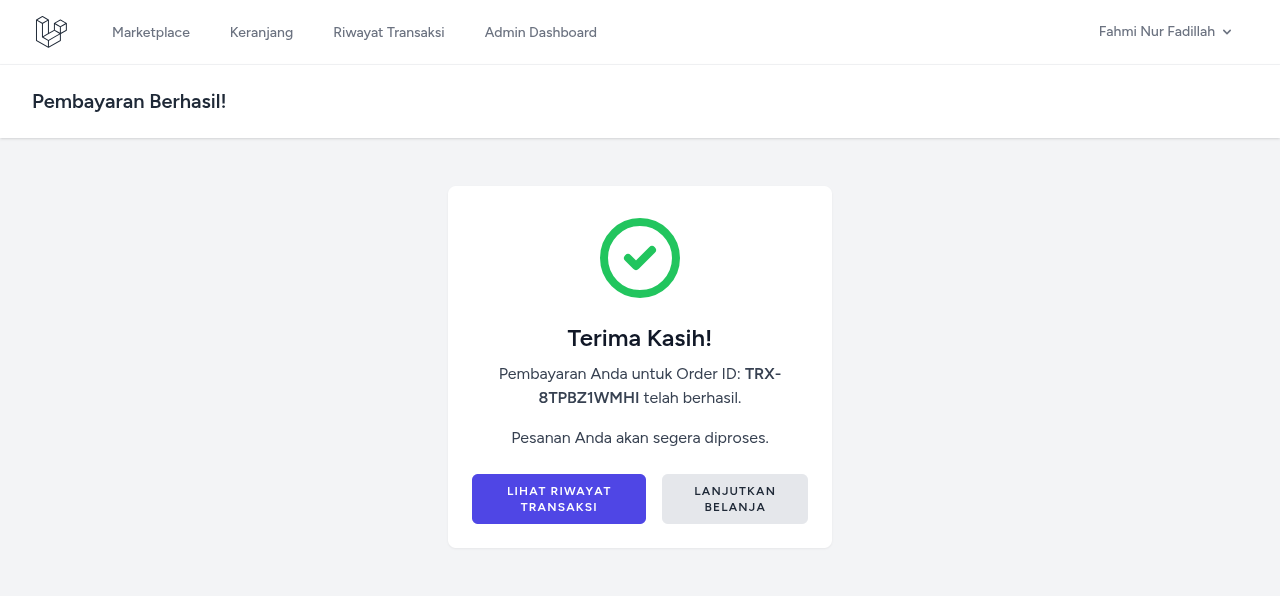 Marketplace Keranjang Riwayat Transaksi Admin Dashboard Fahmi Nur Fadillah
Pembayaran Berhasil!
Terima Kasih!
Pembayaran Anda untuk Order ID: TRX-
8TPBZ1WMHI telah berhasil.
Pesanan Anda akan segera diproses.
LIHAT RIWAYAT
TRANSAKSI
LANJUTKAN
BELANJA